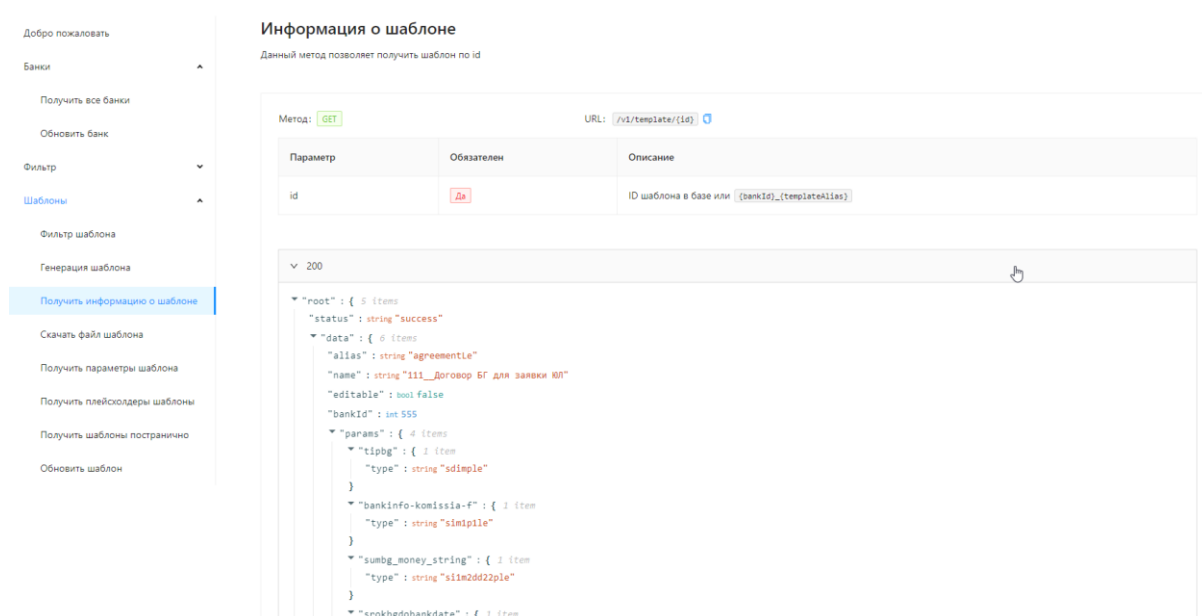 Добро пожаловать
Банки
Получить все банки
Обновить банк
Фильтр
Шаблоны
Фильтр шаблона
Генерация шаблона
Получить информацию о шаблоне
Скачать файл шаблона
Получить параметры шаблона
Получить плейсхолдеры шаблоны
Получить шаблоны постранично
Обновить шаблон
Информация о шаблоне
Данный метод позволяет получить шаблон по id
Метод: GET URL: /v1/template/{id}
Параметр Обязателен Описание
id Да ID шаблона в базе или {bankId}_{templateAlias}
200
"root" : { 5 items
"status" : string "success"
"data" : { 6 items
"alias" : string "agreementLe"
"name" : string "111__Договор БГ для заявки ЮЛ"
"editable" : bool false
"bankId" : int 555
"params" : { 4 items
"tipbg" : { 1 item
"type" : string "sdimple"
}
"bankinfo-komissia-f" : { 1 item
"type" : string "sim1p1le"
}
"sumbg_money_string" : { 1 item
"type" : string "si1m2dd22ple"
}
"srokbgdobankdate" : { 1 item